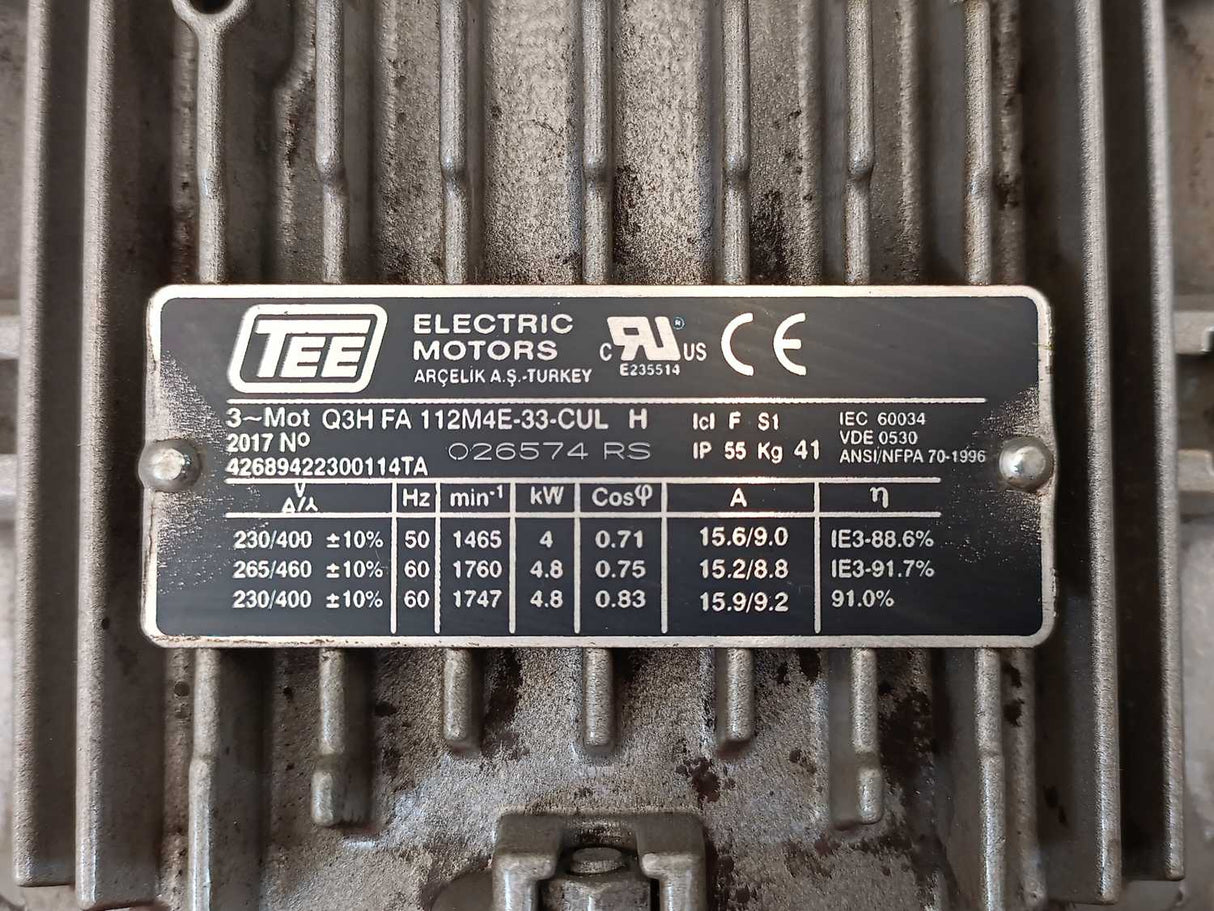 TEE
ELECTRIC
MOTORS
ARÇELİK A.Ş.-TURKEY
C RU US ®
E235514
CE
3~Mot Q3H FA 112M4E-33-CUL H
2017 Nº 026574 RS
42689422300114TA
Icl F S1
IP 55 Kg 41
IEC 60034
VDE 0530
ANSI/NFPA 70-1996
V Δ/⅄ Hz min⁻¹ kW Cosφ A η
230/400 ±10% 50 1465 4 0.71 15.6/9.0 IE3-88.6%
265/460 ±10% 60 1760 4.8 0.75 15.2/8.8 IE3-91.7%
230/400 ±10% 60 1747 4.8 0.83 15.9/9.2 91.0%